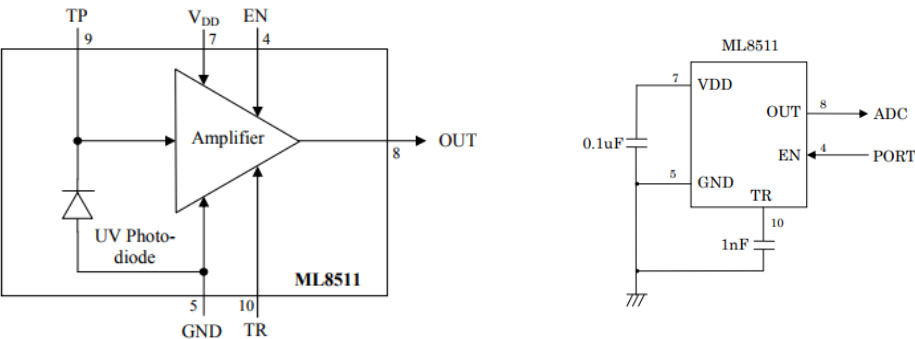 TP
V_DD
EN
9
7
4
Amplifier
OUT
8
UV Photo-
diode
ML8511
5
10
GND
TR
ML8511
7
VDD
OUT
8
ADC
0.1uF
EN
4
PORT
5
GND
TR
10
1nF